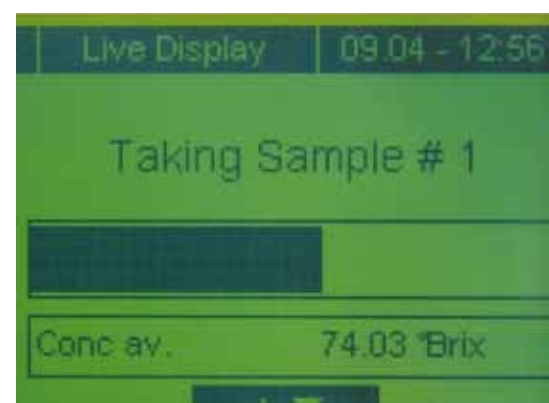 Live Display 09.04 - 12:56
Taking Sample # 1
Conc av. 74.03 °Brix